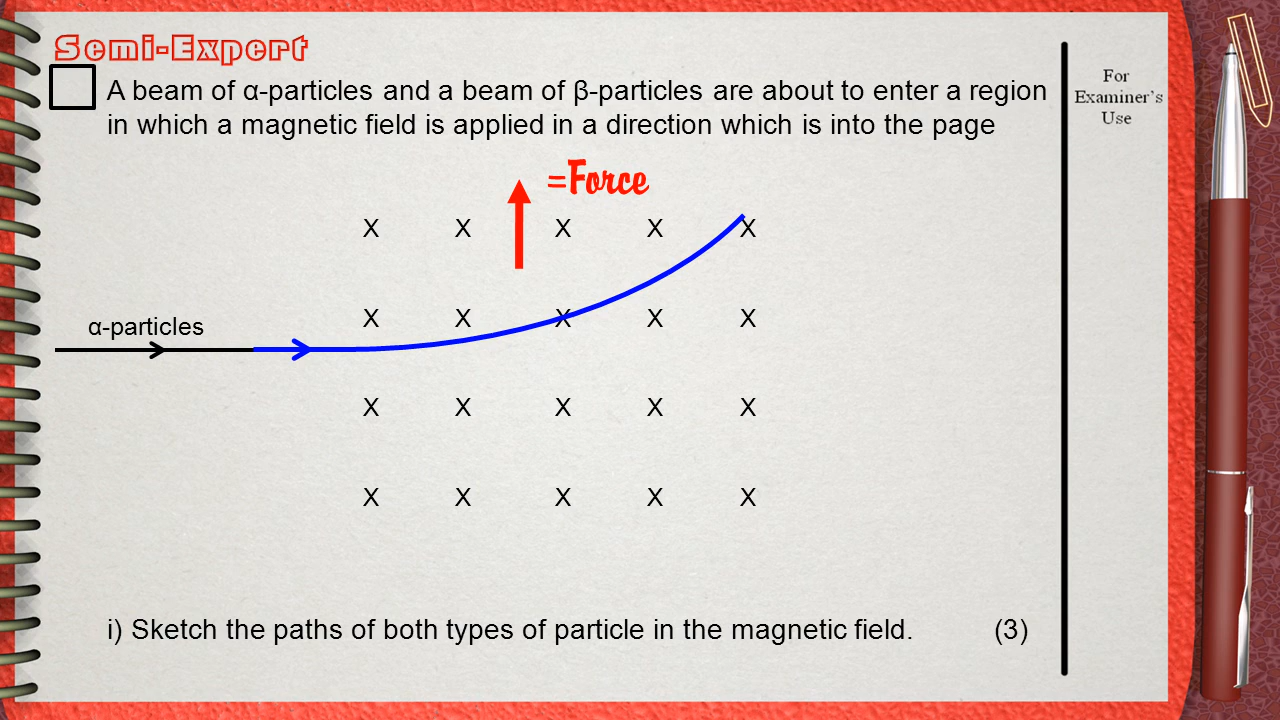 Semi-Expert
A beam of α-particles and a beam of β-particles are about to enter a region
in which a magnetic field is applied in a direction which is into the page
For
Examiner's
Use
=Force
X X X X X
α-particles
X X X X X
X X X X X
X X X X X
i) Sketch the paths of both types of particle in the magnetic field. (3)